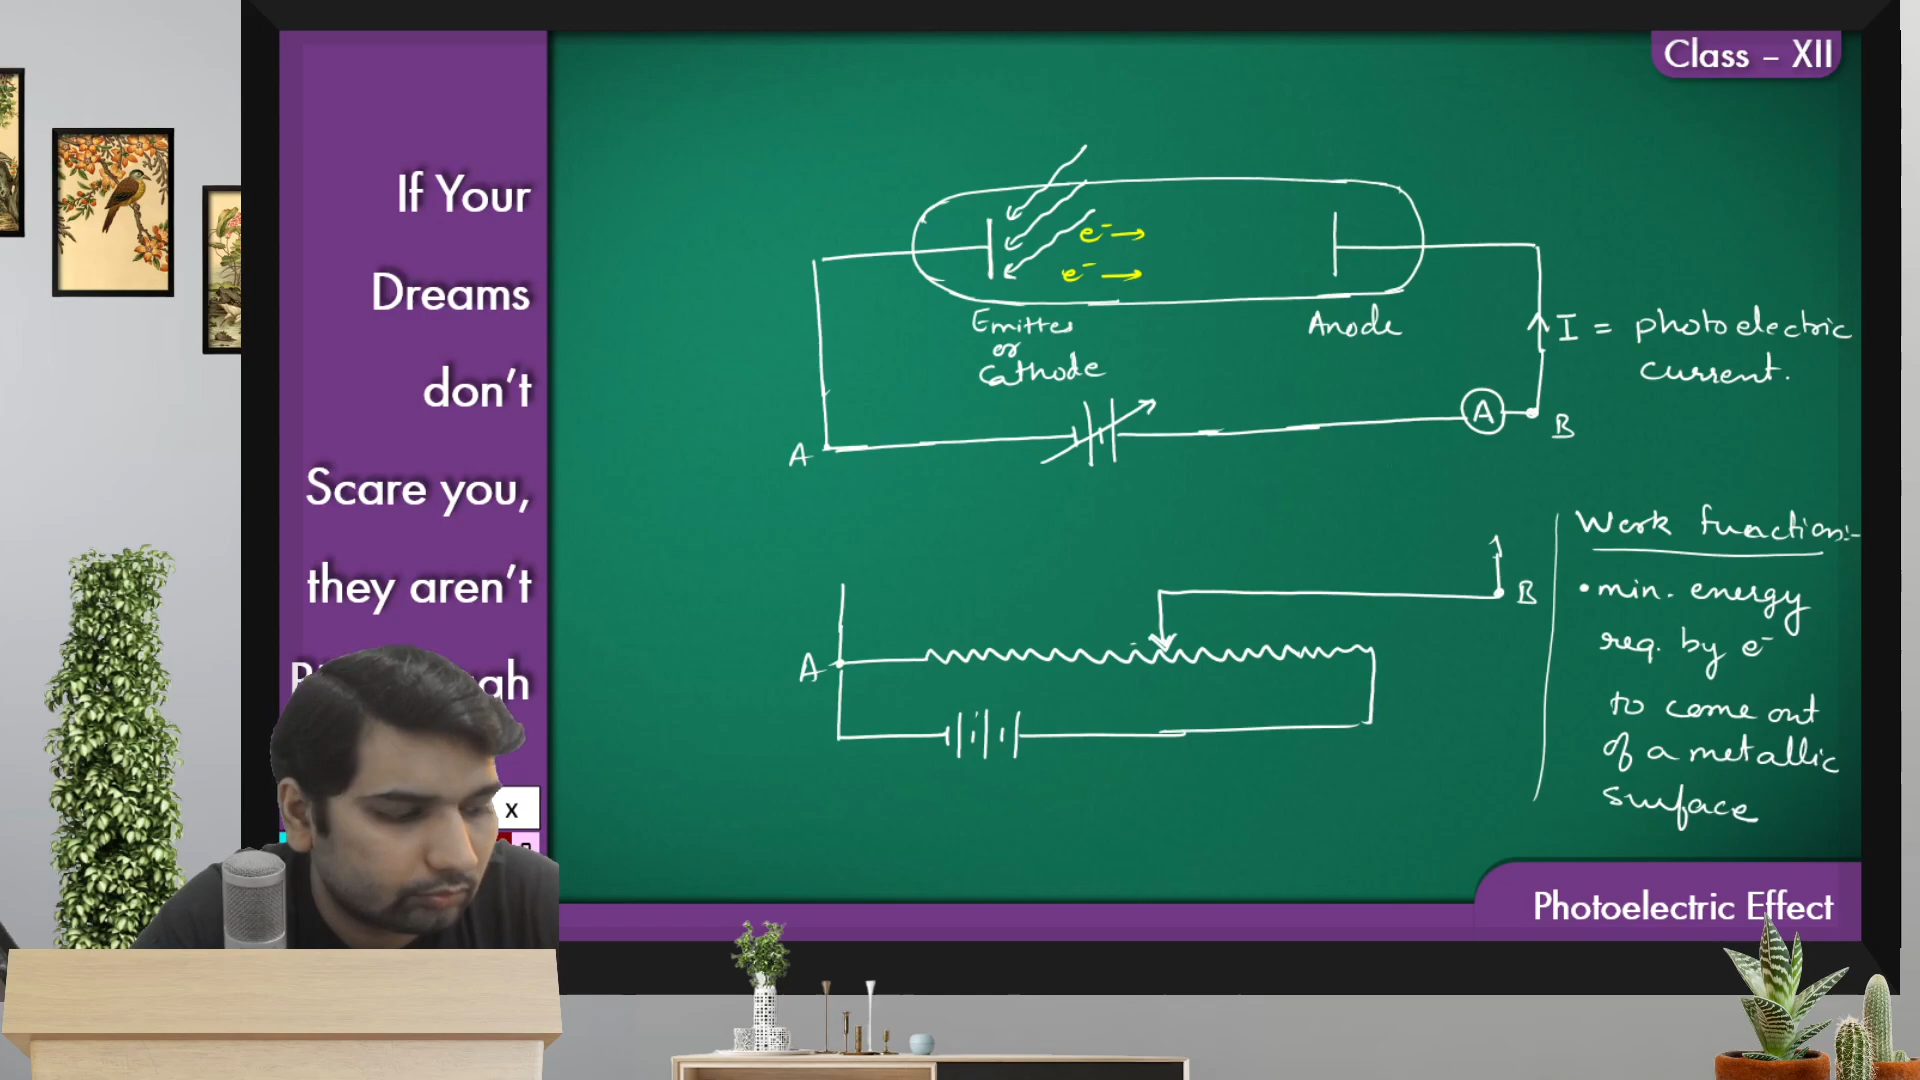 Class – XII
If Your
Dreams
don't
Scare you,
they aren't
x
e⁻→
e⁻→
Emitter
or
Cathode
Anode
I = photoelectric
current.
A
A
B
Work function:-
• min. energy
req. by e⁻
to come out
of a metallic
surface
B
A
Photoelectric Effect